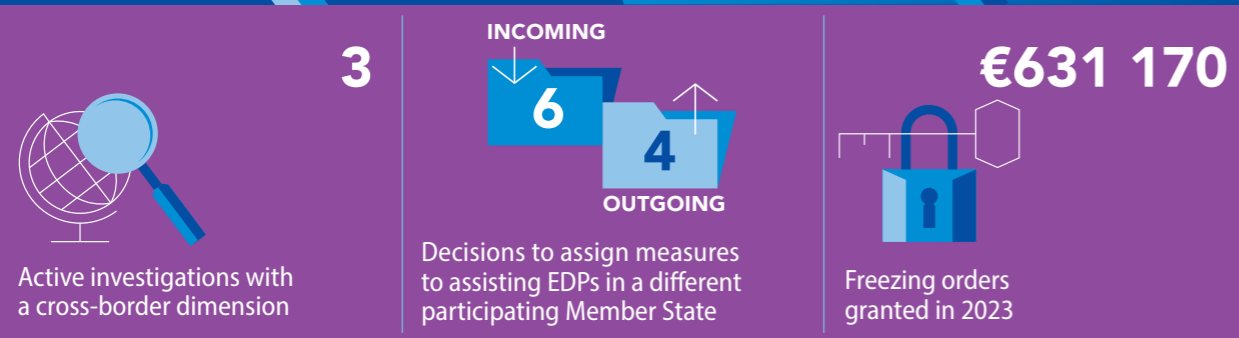 3
Active investigations with
a cross-border dimension
INCOMING
6
4
OUTGOING
Decisions to assign measures
to assisting EDPs in a different
participating Member State
€631 170
Freezing orders
granted in 2023